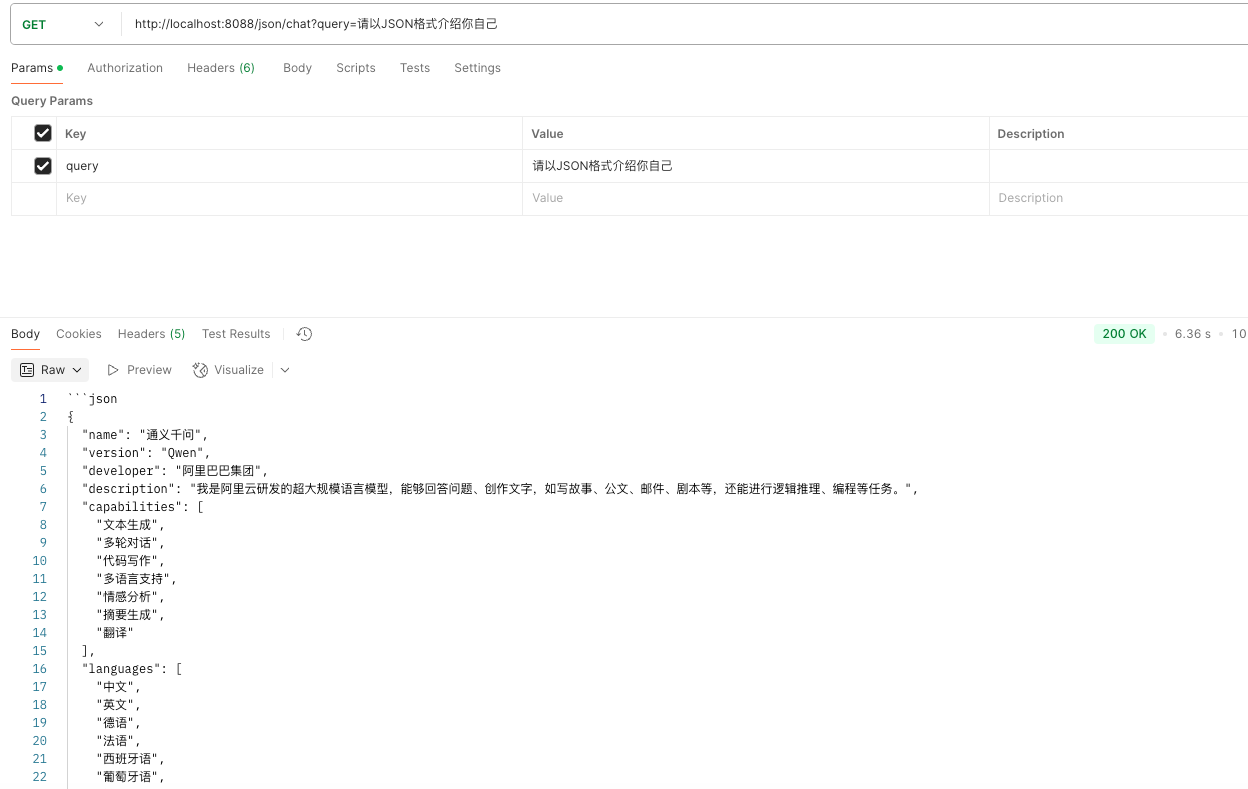 GET http://localhost:8088/json/chat?query=请以JSON格式介绍你自己
Params Authorization Headers (6) Body Scripts Tests Settings
Query Params
Key Value Description
query 请以JSON格式介绍你自己
Key Value Description
Body Cookies Headers (5) Test Results 200 OK 6.36 s 10
Raw Preview Visualize
1 ```json
2 {
3 "name": "通义千问",
4 "version": "Qwen",
5 "developer": "阿里巴巴集团",
6 "description": "我是阿里云研发的超大规模语言模型，能够回答问题、创作文字，如写故事、公文、邮件、剧本等，还能进行逻辑推理、编程等任务。",
7 "capabilities": [
8 "文本生成",
9 "多轮对话",
10 "代码写作",
11 "多语言支持",
12 "情感分析",
13 "摘要生成",
14 "翻译"
15 ],
16 "languages": [
17 "中文",
18 "英文",
19 "德语",
20 "法语",
21 "西班牙语",
22 "葡萄牙语",